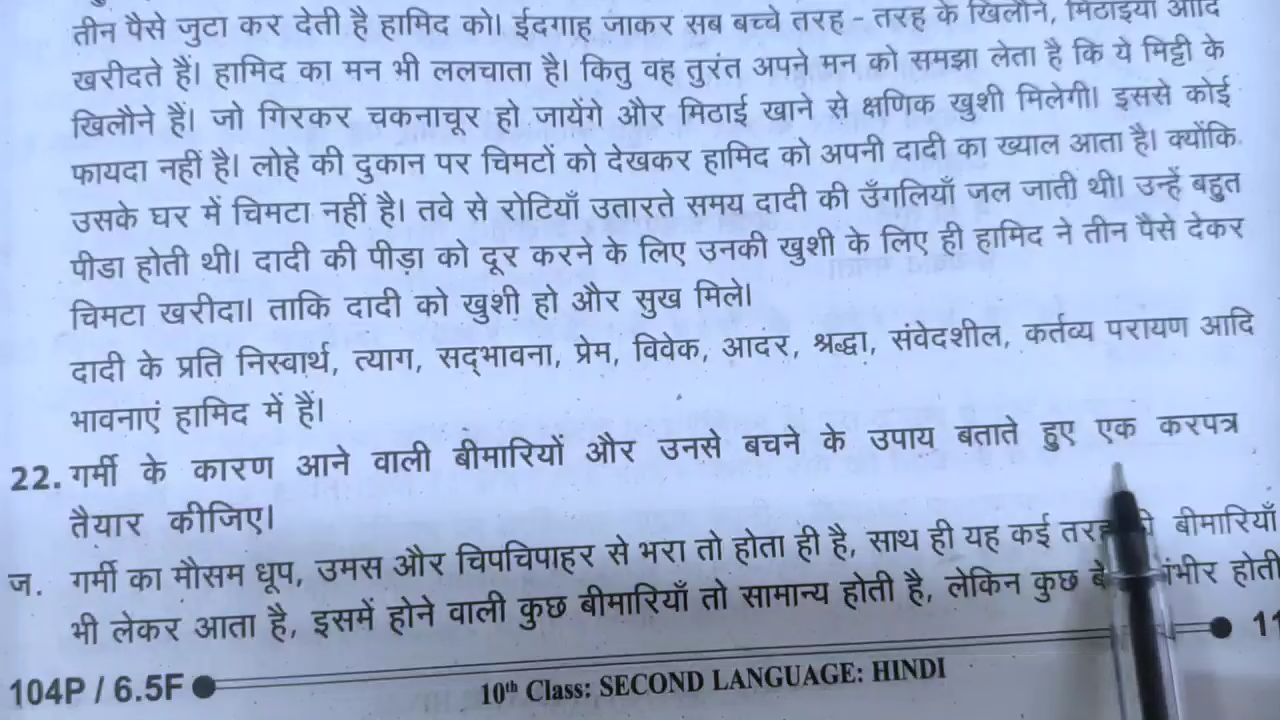 तीन पैसे जुटा कर देती है हामिद को। ईदगाह जाकर सब बच्चे तरह - तरह के खिलौने, मिठाइयाँ आदि
खरीदते हैं। हामिद का मन भी ललचाता है। किंतु वह तुरंत अपने मन को समझा लेता है कि ये मिट्टी के
खिलौने हैं। जो गिरकर चकनाचूर हो जायेंगे और मिठाई खाने से क्षणिक खुशी मिलेगी। इससे कोई
फायदा नहीं है। लोहे की दुकान पर चिमटों को देखकर हामिद को अपनी दादी का ख्याल आता है। क्योंकि
उसके घर में चिमटा नहीं है। तवे से रोटियाँ उतारते समय दादी की उँगलियाँ जल जाती थी। उन्हें बहुत
पीडा होती थी। दादी की पीड़ा को दूर करने के लिए उनकी खुशी के लिए ही हामिद ने तीन पैसे देकर
चिमटा खरीदा। ताकि दादी को खुशी हो और सुख मिले।
दादी के प्रति निस्वार्थ, त्याग, सद्‌भावना, प्रेम, विवेक, आदर, श्रद्धा, संवेदशील, कर्तव्य परायण आदि
भावनाएं हामिद में हैं।
22. गर्मी के कारण आने वाली बीमारियों और उनसे बचने के उपाय बताते हुए एक करपत्र
तैयार कीजिए।
ज. गर्मी का मौसम धूप, उमस और चिपचिपाहर से भरा तो होता ही है, साथ ही यह कई बीमारियाँ
भी लेकर आता है, इसमें होने वाली कुछ बीमारियाँ तो सामान्य होती है, लेकिन कुछ होती
104P / 6.5F 10th Class: SECOND LANGUAGE: HINDI 11